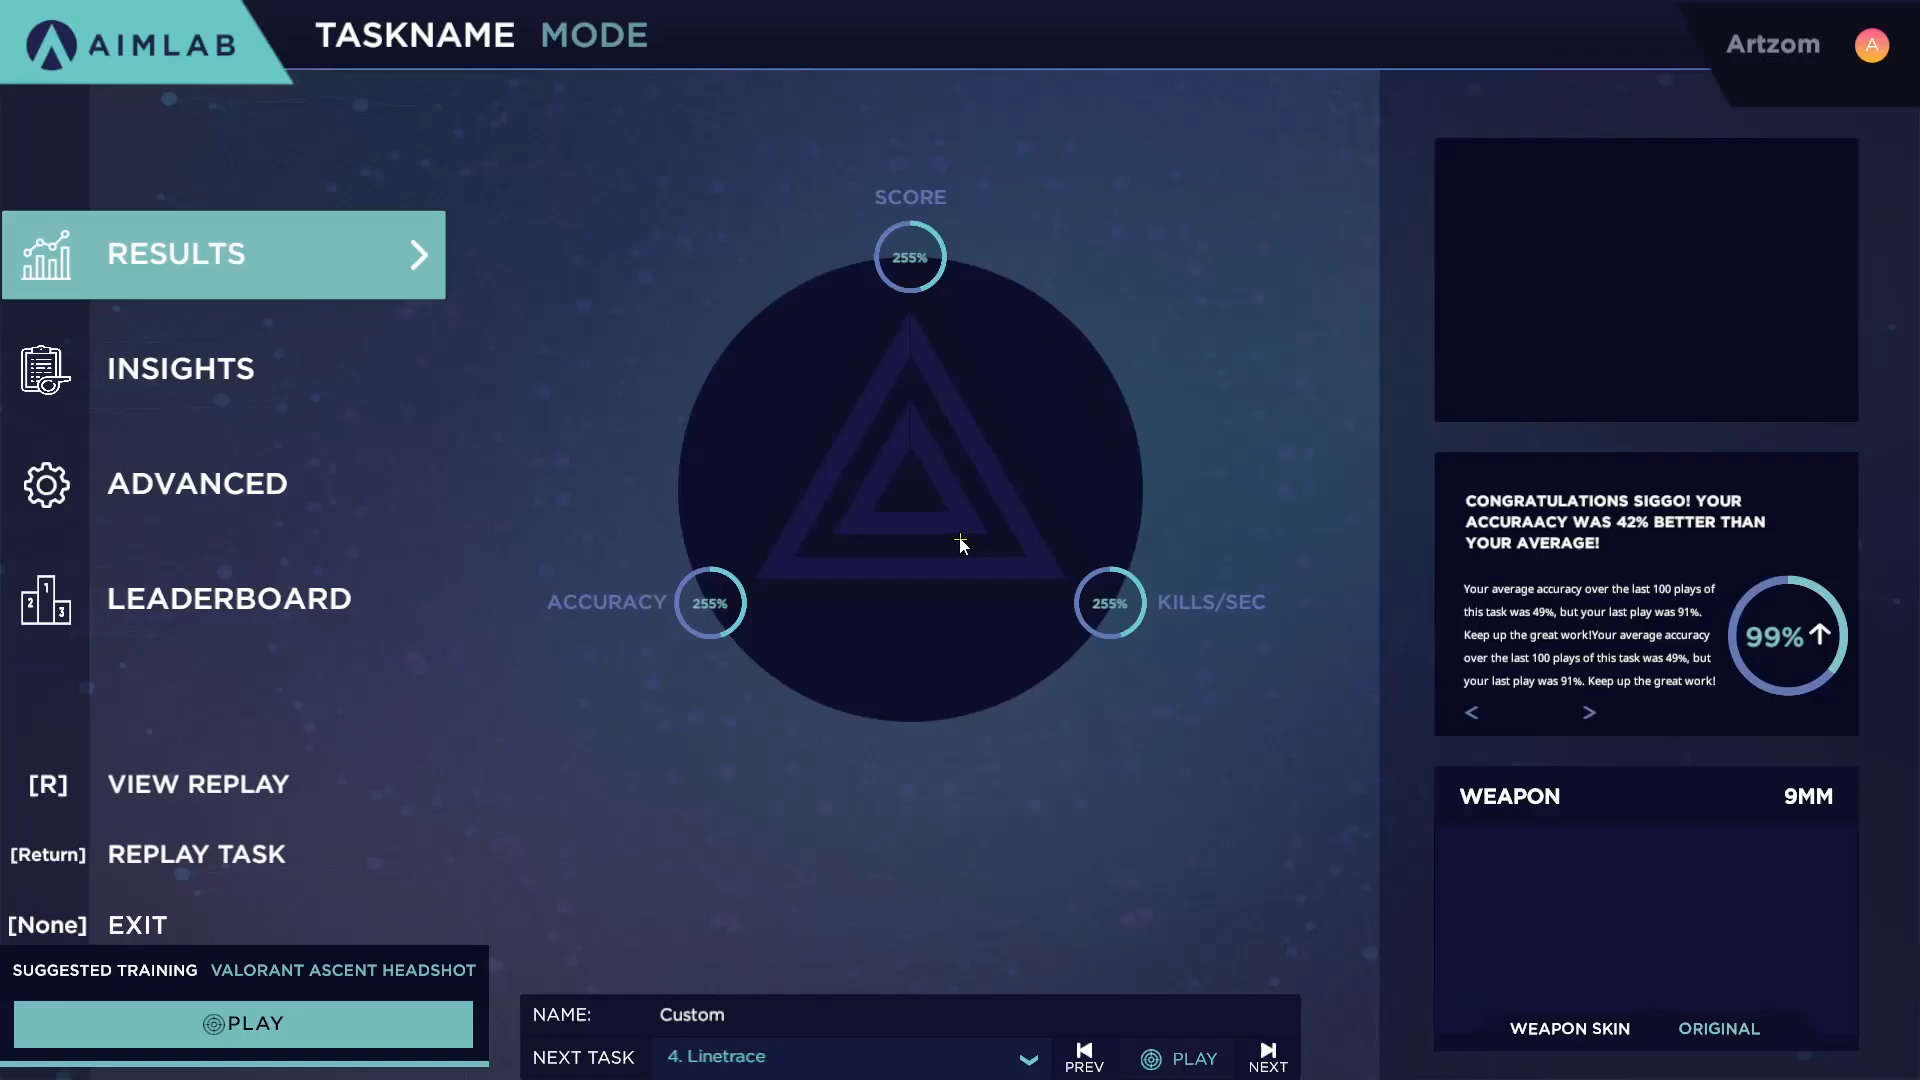 AIMLAB
TASKNAME MODE
Artzom
A
RESULTS
INSIGHTS
ADVANCED
LEADERBOARD
[R] VIEW REPLAY
[Return] REPLAY TASK
[None] EXIT
SUGGESTED TRAINING VALORANT ASCENT HEADSHOT
PLAY
SCORE
255%
ACCURACY 255%
255% KILLS/SEC
NAME: Custom
NEXT TASK 4. Linetrace
PREV
PLAY
NEXT
CONGRATULATIONS SIGGO! YOUR
ACCURAACY WAS 42% BETTER THAN
YOUR AVERAGE!
Your average accuracy over the last 100 plays of
this task was 49%, but your last play was 91%.
Keep up the great work!Your average accuracy
over the last 100 plays of this task was 49%, but
your last play was 91%. Keep up the great work!
99%
< >
WEAPON 9MM
WEAPON SKIN ORIGINAL